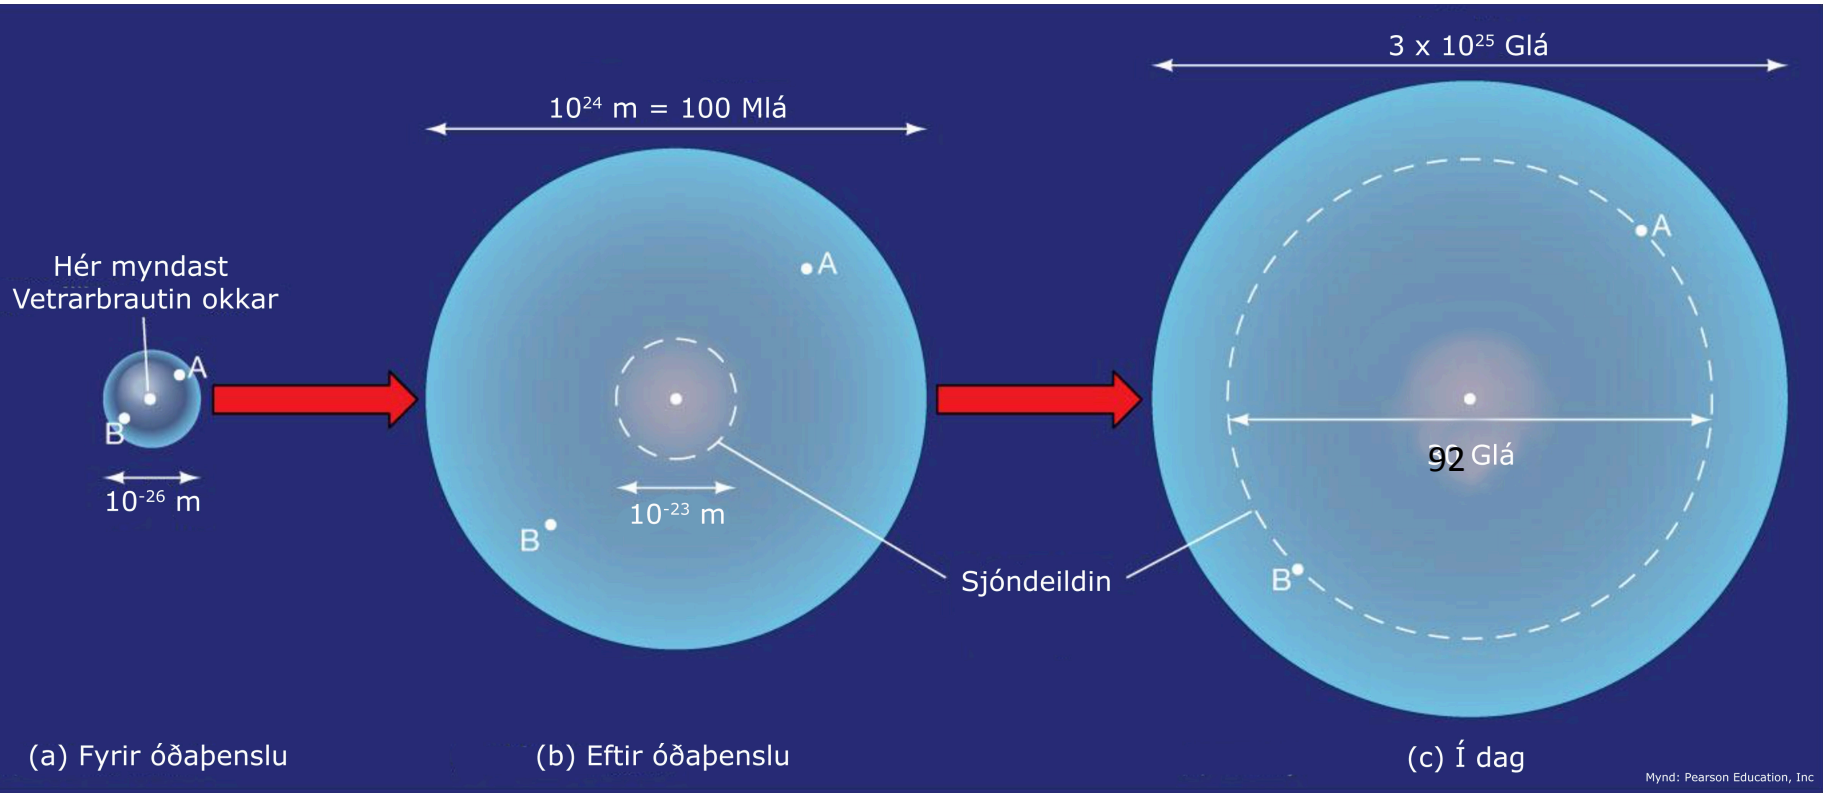 3 x 10²⁵ Glá
10²⁴ m = 100 Mlá
A
A
Hér myndast
Vetrarbrautin okkar
A
B
92 Glá
10⁻²⁶ m
10⁻²³ m
B
Sjóndeildin
B
(a) Fyrir óðaþenslu
(b) Eftir óðaþenslu
(c) Í dag
Mynd: Pearson Education, Inc